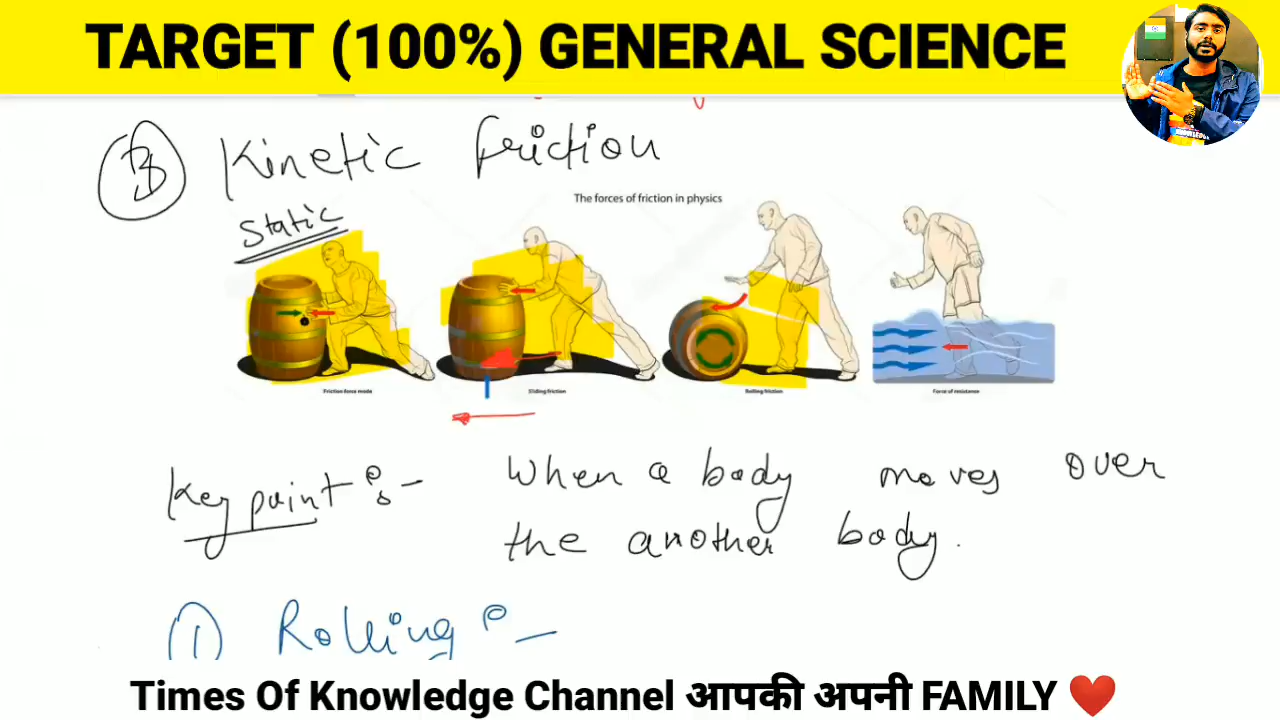 TARGET (100%) GENERAL SCIENCE
B Kinetic friction
The forces of friction in physics
Static
Friction force mode
Sliding friction
Rolling friction
Force of resistance
Key point :- When a body moves over
the another body.
1 Rolling :-
Times Of Knowledge Channel आपकी अपनी FAMILY ❤️